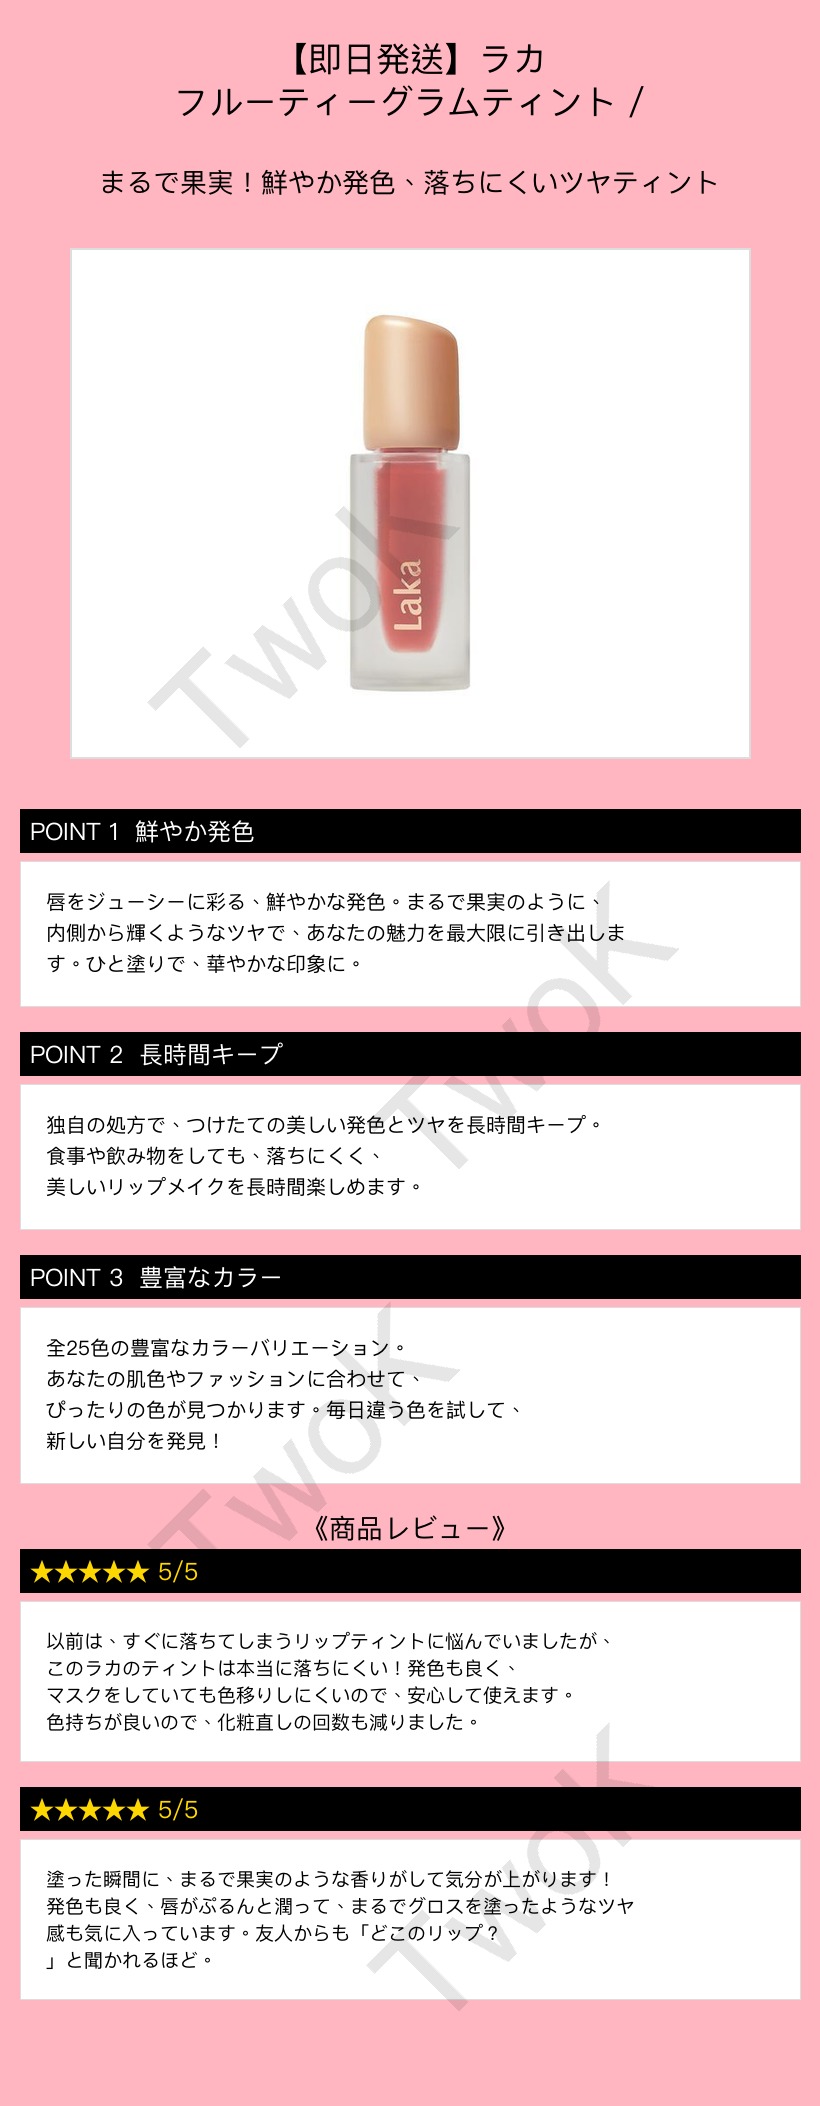 【即日発送】ラカ
フルーティーグラムティント /
まるで果実！鮮やか発色、落ちにくいツヤティント
Laka
TwoK
POINT 1 鮮やか発色
唇をジューシーに彩る、鮮やかな発色。まるで果実のように、
内側から輝くようなツヤで、あなたの魅力を最大限に引き出しま
す。ひと塗りで、華やかな印象に。
TwoK
POINT 2 長時間キープ
独自の処方で、つけたての美しい発色とツヤを長時間キープ。
食事や飲み物をしても、落ちにくく、
美しいリップメイクを長時間楽しめます。
POINT 3 豊富なカラー
全25色の豊富なカラーバリエーション。
あなたの肌色やファッションに合わせて、
ぴったりの色が見つかります。毎日違う色を試して、
新しい自分を発見！
TwoK
《商品レビュー》
★★★★★ 5/5
以前は、すぐに落ちてしまうリップティントに悩んでいましたが、
このラカのティントは本当に落ちにくい！発色も良く、
マスクをしていても色移りしにくいので、安心して使えます。
色持ちが良いので、化粧直しの回数も減りました。
★★★★★ 5/5
塗った瞬間に、まるで果実のような香りがして気分が上がります！
発色も良く、唇がぷるんと潤って、まるでグロスを塗ったようなツヤ
感も気に入っています。友人からも「どこのリップ？
」と聞かれるほど。
TwoK